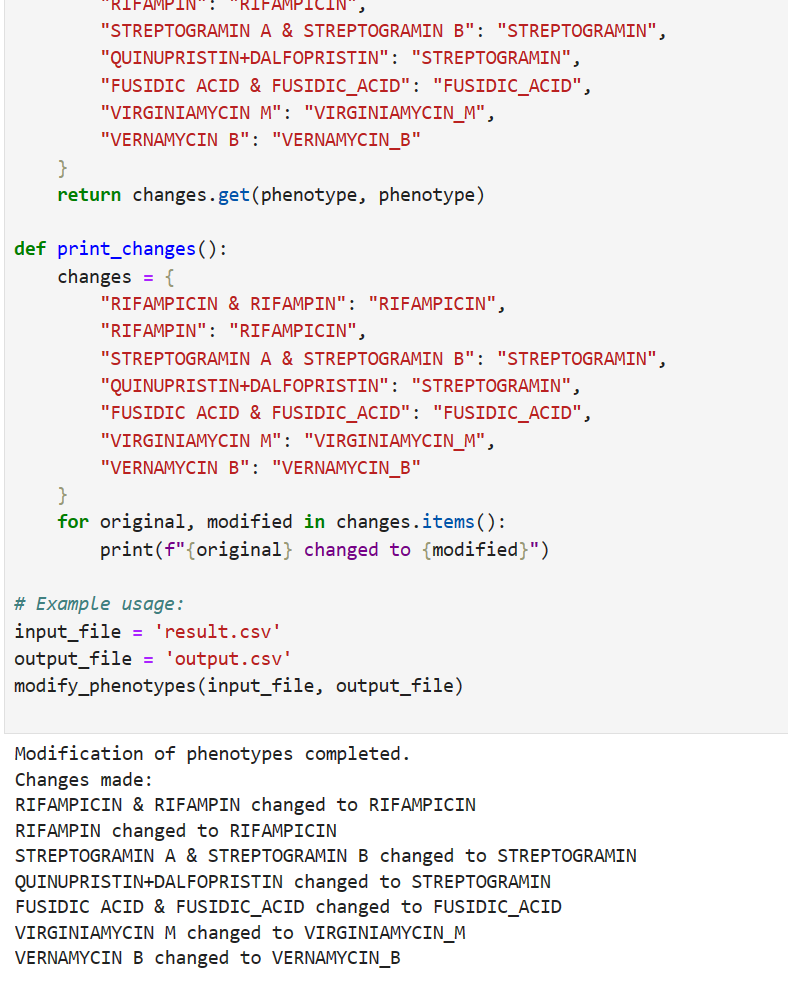 "RIFAMPIN": "RIFAMPICIN",
"STREPTOGRAMIN A & STREPTOGRAMIN B": "STREPTOGRAMIN",
"QUINUPRISTIN+DALFOPRISTIN": "STREPTOGRAMIN",
"FUSIDIC ACID & FUSIDIC_ACID": "FUSIDIC_ACID",
"VIRGINIAMYCIN M": "VIRGINIAMYCIN_M",
"VERNAMYCIN B": "VERNAMYCIN_B"
}
return changes.get(phenotype, phenotype)
def print_changes():
changes = {
"RIFAMPICIN & RIFAMPIN": "RIFAMPICIN",
"RIFAMPIN": "RIFAMPICIN",
"STREPTOGRAMIN A & STREPTOGRAMIN B": "STREPTOGRAMIN",
"QUINUPRISTIN+DALFOPRISTIN": "STREPTOGRAMIN",
"FUSIDIC ACID & FUSIDIC_ACID": "FUSIDIC_ACID",
"VIRGINIAMYCIN M": "VIRGINIAMYCIN_M",
"VERNAMYCIN B": "VERNAMYCIN_B"
}
for original, modified in changes.items():
print(f"{original} changed to {modified}")
# Example usage:
input_file = 'result.csv'
output_file = 'output.csv'
modify_phenotypes(input_file, output_file)
Modification of phenotypes completed.
Changes made:
RIFAMPICIN & RIFAMPIN changed to RIFAMPICIN
RIFAMPIN changed to RIFAMPICIN
STREPTOGRAMIN A & STREPTOGRAMIN B changed to STREPTOGRAMIN
QUINUPRISTIN+DALFOPRISTIN changed to STREPTOGRAMIN
FUSIDIC ACID & FUSIDIC_ACID changed to FUSIDIC_ACID
VIRGINIAMYCIN M changed to VIRGINIAMYCIN_M
VERNAMYCIN B changed to VERNAMYCIN_B